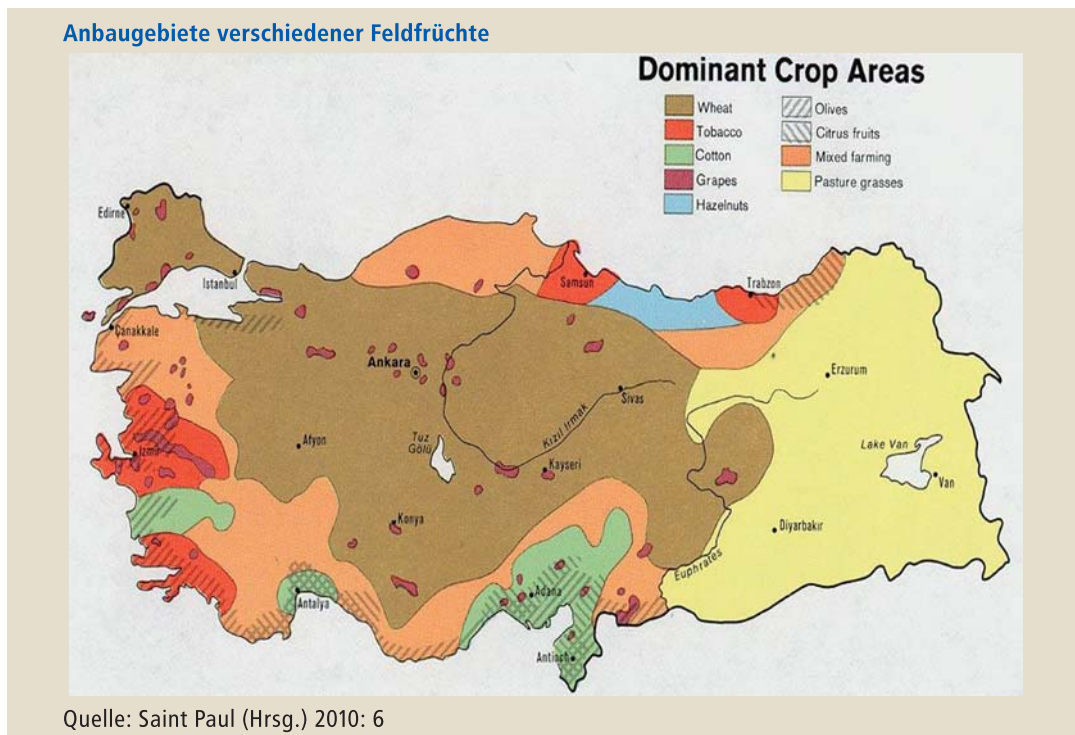 Anbaugebiete verschiedener Feldfrüchte
Dominant Crop Areas
Wheat
Tobacco
Cotton
Grapes
Hazelnuts
Olives
Citrus fruits
Mixed farming
Pasture grasses
Edirne
Istanbul
Çanakkale
Samsun
Trabzon
Ankara
Erzurum
Sivas
Kızıl Irmak
Tuz
Gölü
Afyon
Lake Van
Van
Izmir
Kayseri
Konya
Diyarbakır
Euphrates
Antalya
Adana
Antioch
Quelle: Saint Paul (Hrsg.) 2010: 6